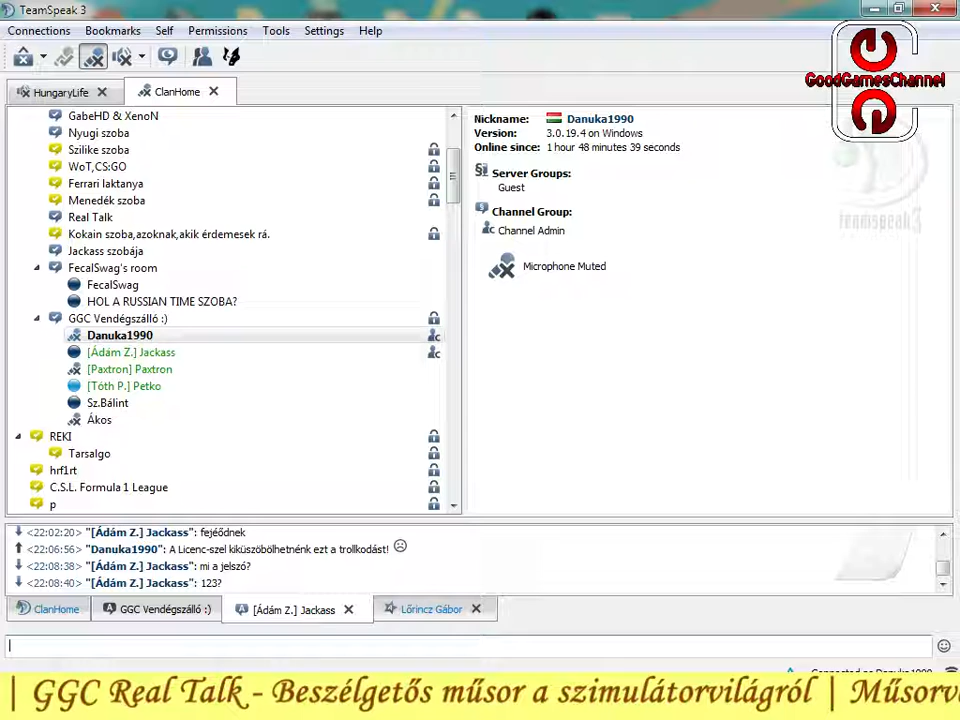 TeamSpeak 3
Connections Bookmarks Self Permissions Tools Settings Help
GoodGamesChannel
HungaryLife ClanHome
GabeHD & XenoN
Nyugi szoba
Szilike szoba
WoT,CS:GO
Ferrari laktanya
Menedék szoba
Real Talk
Kokain szoba,azoknak,akik érdemesek rá.
Jackass szobája
FecalSwag's room
FecalSwag
HOL A RUSSIAN TIME SZOBA?
GGC Vendégszálló :)
Danuka1990
[Ádám Z.] Jackass
[Paxtron] Paxtron
[Tóth P.] Petko
Sz.Bálint
Ákos
REKI
Tarsalgo
hrf1rt
C.S.L. Formula 1 League
p
Nickname: Danuka1990
Version: 3.0.19.4 on Windows
Online since: 1 hour 48 minutes 39 seconds
Server Groups:
Guest
Channel Group:
Channel Admin
Microphone Muted
teamspeak3
<22:02:20> "[Ádám Z.] Jackass": fejéődnek
<22:06:56> "Danuka1990": A Licenc-szel kiküszöbölhetnénk ezt a trollkodást!
<22:08:38> "[Ádám Z.] Jackass": mi a jelszó?
<22:08:40> "[Ádám Z.] Jackass": 123?
ClanHome GGC Vendégszálló :) [Ádám Z.] Jackass Lőrincz Gábor
Connected as Danuka1990
| GGC Real Talk - Beszélgetős műsor a szimulátorvilágról | Műsorv